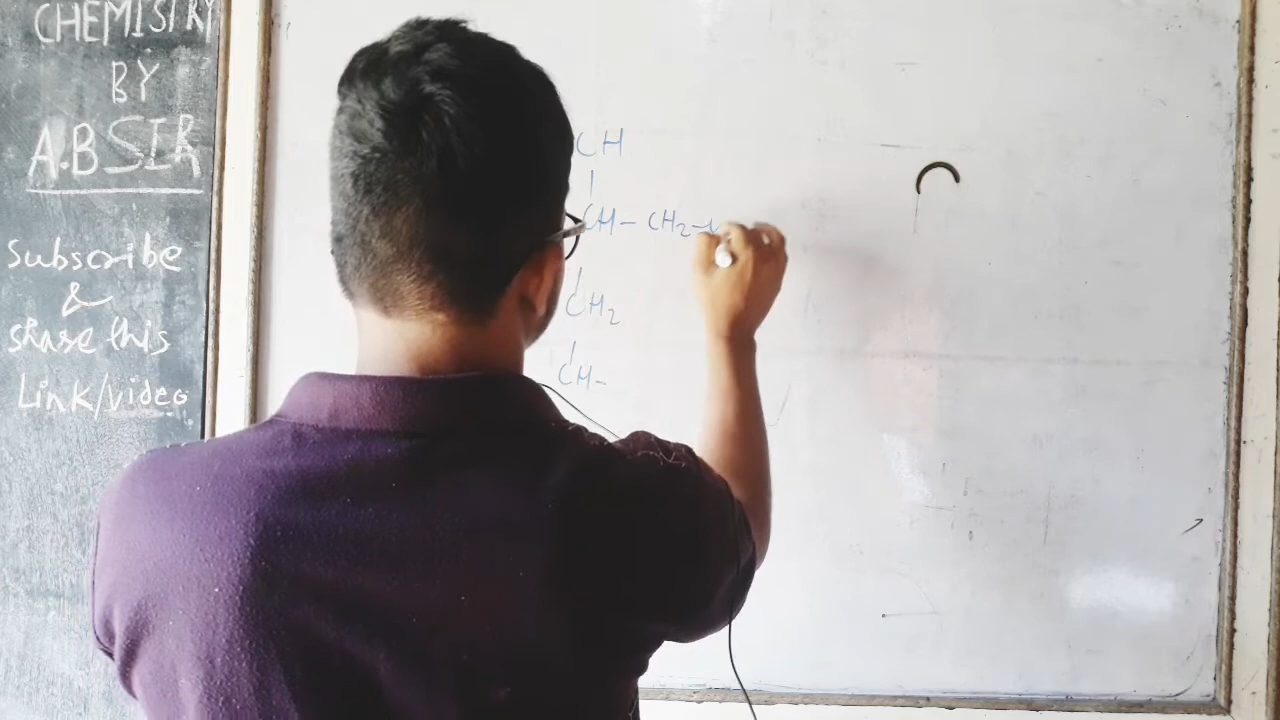 CHEMISTRY
BY
A.B SIR
Subscribe
&
share this
Link/video
CH
|
CH - CH2 -
|
CH2
|
CH -